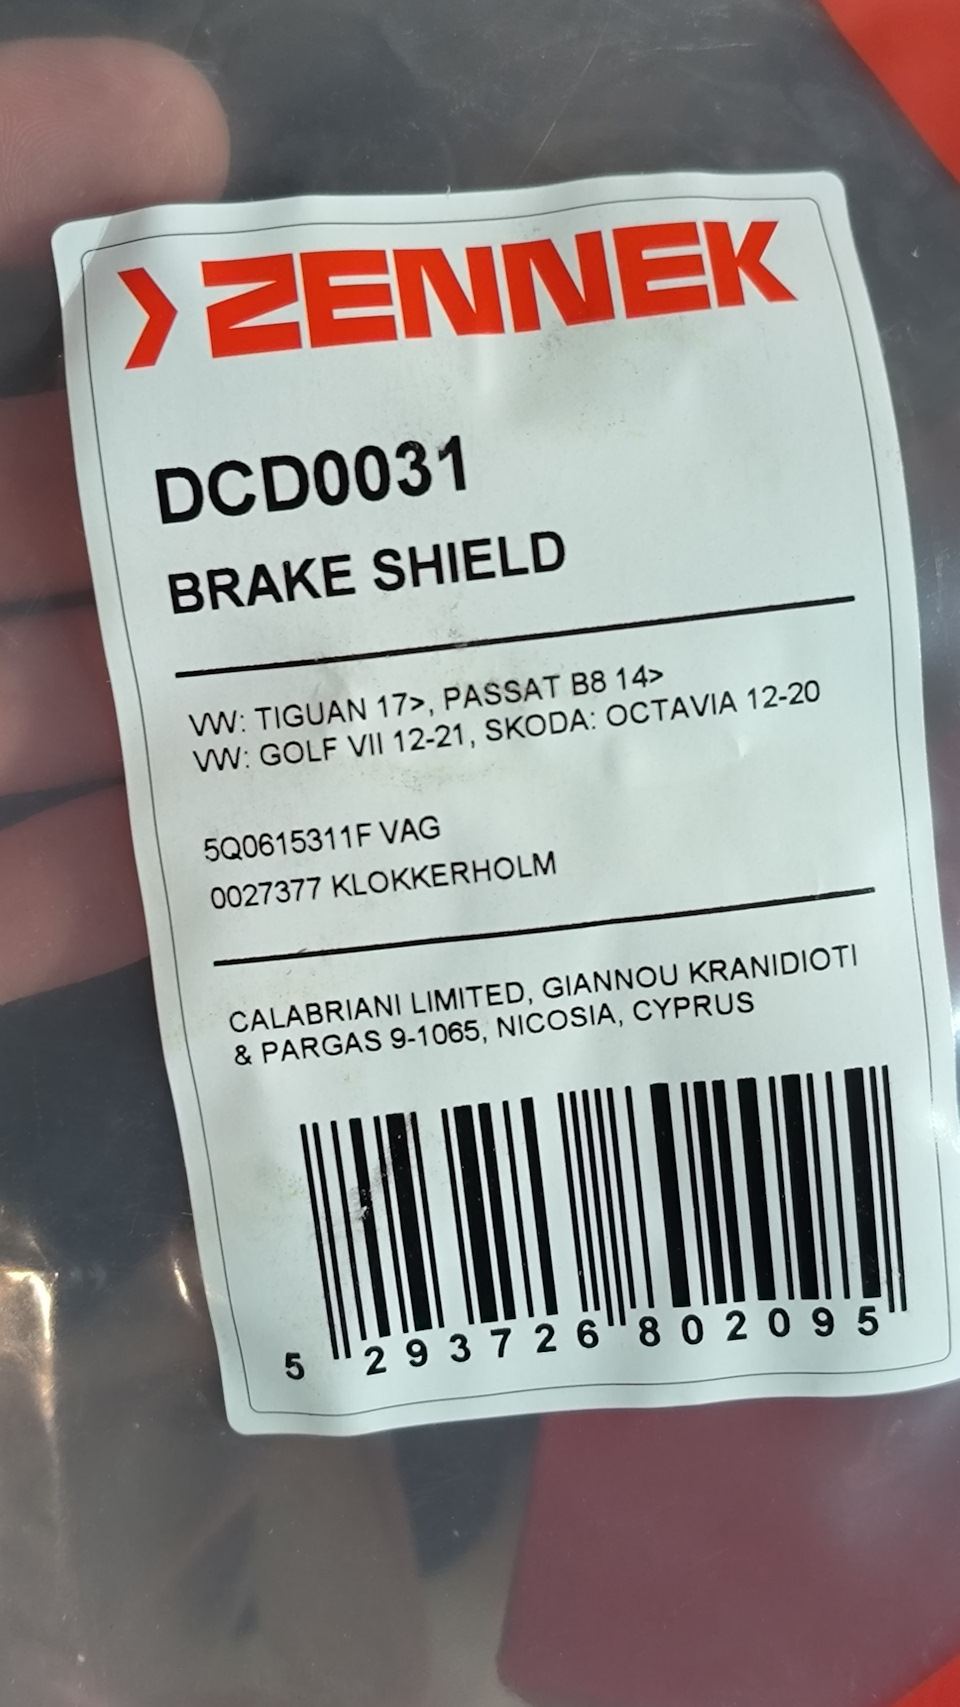 ZENNEK
DCD0031
BRAKE SHIELD
VW: TIGUAN 17>, PASSAT B8 14>
VW: GOLF VII 12-21, SKODA: OCTAVIA 12-20
5Q0615311F VAG
0027377 KLOKKERHOLM
CALABRIANI LIMITED, GIANNOU KRANIDIOTI
& PARGAS 9-1065, NICOSIA, CYPRUS
5 293726 802095